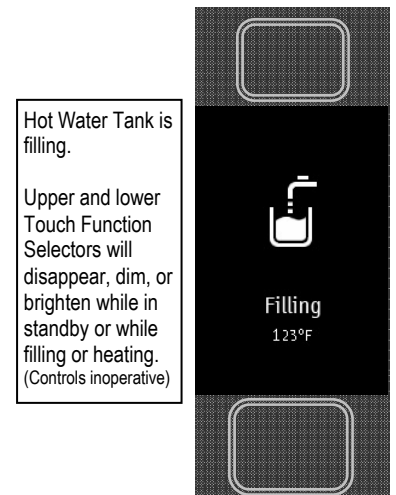 Hot Water Tank is
filling.
Upper and lower
Touch Function
Selectors will
disappear, dim, or
brighten while in
standby or while
filling or heating.
(Controls inoperative)
Filling
123ºF